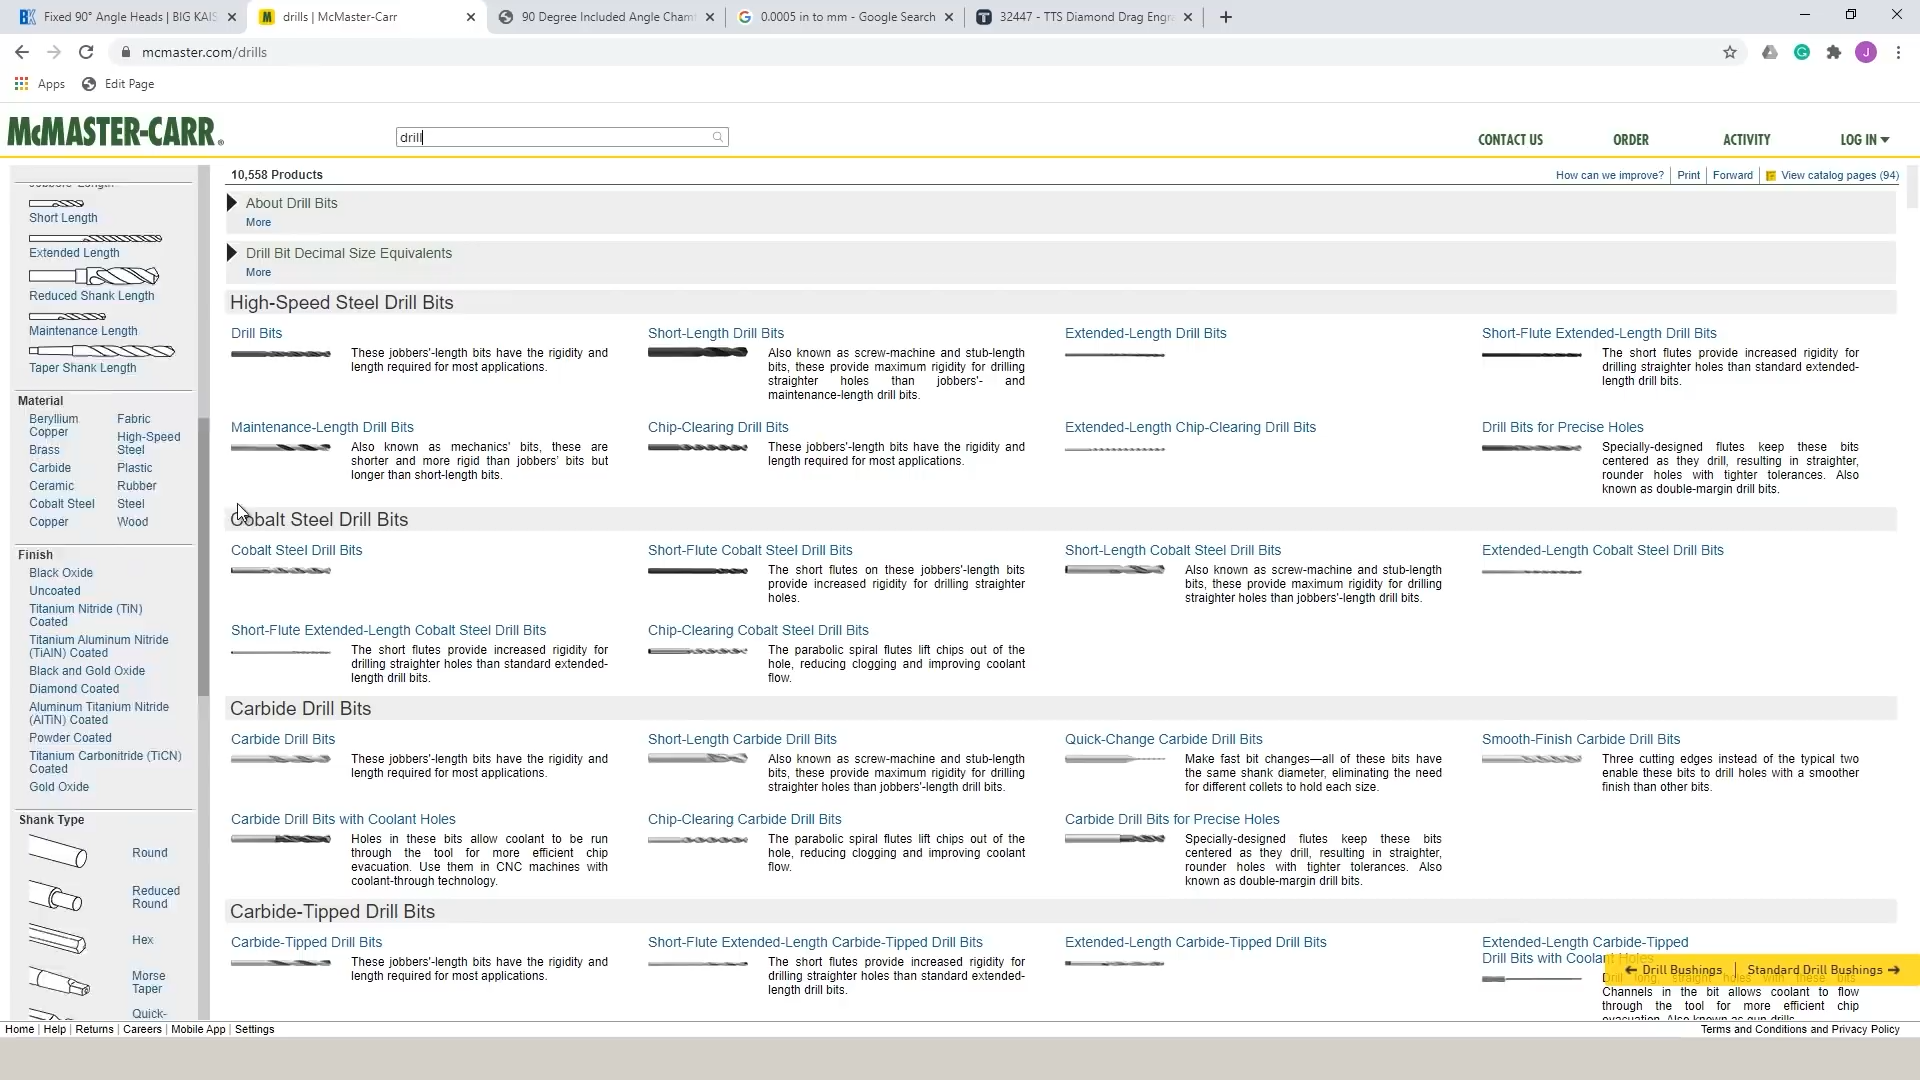 Fixed 90° Angle Heads | BIG KAIS
drills | McMaster-Carr
90 Degree Included Angle Cham
0.0005 in to mm - Google Search
32447 - TTS Diamond Drag Engr
mcmaster.com/drills
J
Apps
Edit Page
McMASTER-CARR®
drill
CONTACT US
ORDER
ACTIVITY
LOG IN
Short Length
Extended Length
Reduced Shank Length
Maintenance Length
Taper Shank Length
Material
Beryllium
Copper
Brass
Carbide
Ceramic
Cobalt Steel
Copper
Fabric
High-Speed
Steel
Plastic
Rubber
Steel
Wood
Finish
Black Oxide
Uncoated
Titanium Nitride (TiN)
Coated
Titanium Aluminum Nitride
(TiAlN) Coated
Black and Gold Oxide
Diamond Coated
Aluminum Titanium Nitride
(AlTiN) Coated
Powder Coated
Titanium Carbonitride (TiCN)
Coated
Gold Oxide
Shank Type
Round
Reduced
Round
Hex
Morse
Taper
Quick-
10,558 Products
How can we improve?
Print
Forward
View catalog pages (94)
About Drill Bits
More
Drill Bit Decimal Size Equivalents
More
High-Speed Steel Drill Bits
Drill Bits
These jobbers'-length bits have the rigidity and
length required for most applications.
Short-Length Drill Bits
Also known as screw-machine and stub-length
bits, these provide maximum rigidity for drilling
straighter holes than jobbers'- and
maintenance-length drill bits.
Extended-Length Drill Bits
Short-Flute Extended-Length Drill Bits
The short flutes provide increased rigidity for
drilling straighter holes than standard extended-
length drill bits.
Maintenance-Length Drill Bits
Also known as mechanics' bits, these are
shorter and more rigid than jobbers' bits but
longer than short-length bits.
Chip-Clearing Drill Bits
These jobbers'-length bits have the rigidity and
length required for most applications.
Extended-Length Chip-Clearing Drill Bits
Drill Bits for Precise Holes
Specially-designed flutes keep these bits
centered as they drill, resulting in straighter,
rounder holes with tighter tolerances. Also
known as double-margin drill bits.
Cobalt Steel Drill Bits
Cobalt Steel Drill Bits
Short-Flute Cobalt Steel Drill Bits
The short flutes on these jobbers'-length bits
provide increased rigidity for drilling straighter
holes.
Short-Length Cobalt Steel Drill Bits
Also known as screw-machine and stub-length
bits, these provide maximum rigidity for drilling
straighter holes than jobbers'-length drill bits.
Extended-Length Cobalt Steel Drill Bits
Short-Flute Extended-Length Cobalt Steel Drill Bits
The short flutes provide increased rigidity for
drilling straighter holes than standard extended-
length drill bits.
Chip-Clearing Cobalt Steel Drill Bits
The parabolic spiral flutes lift chips out of the
hole, reducing clogging and improving coolant
flow.
Carbide Drill Bits
Carbide Drill Bits
These jobbers'-length bits have the rigidity and
length required for most applications.
Short-Length Carbide Drill Bits
Also known as screw-machine and stub-length
bits, these provide maximum rigidity for drilling
straighter holes than jobbers'-length drill bits.
Quick-Change Carbide Drill Bits
Make fast bit changes—all of these bits have
the same shank diameter, eliminating the need
for different collets to hold each size.
Smooth-Finish Carbide Drill Bits
Three cutting edges instead of the typical two
enable these bits to drill holes with a smoother
finish than other bits.
Carbide Drill Bits with Coolant Holes
Holes in these bits allow coolant to be run
through the tool for more efficient chip
evacuation. Use them in CNC machines with
coolant-through technology.
Chip-Clearing Carbide Drill Bits
The parabolic spiral flutes lift chips out of the
hole, reducing clogging and improving coolant
flow.
Carbide Drill Bits for Precise Holes
Specially-designed flutes keep these bits
centered as they drill, resulting in straighter,
rounder holes with tighter tolerances. Also
known as double-margin drill bits.
Carbide-Tipped Drill Bits
Carbide-Tipped Drill Bits
These jobbers'-length bits have the rigidity and
length required for most applications.
Short-Flute Extended-Length Carbide-Tipped Drill Bits
The short flutes provide increased rigidity for
drilling straighter holes than standard extended-
length drill bits.
Extended-Length Carbide-Tipped Drill Bits
Extended-Length Carbide-Tipped
Drill Bits with Coolant Holes
Drill Bushings
Standard Drill Bushings
Channels in the bit allows coolant to flow
through the tool for more efficient chip
Home | Help | Returns | Careers | Mobile App | Settings
Terms and Conditions and Privacy Policy